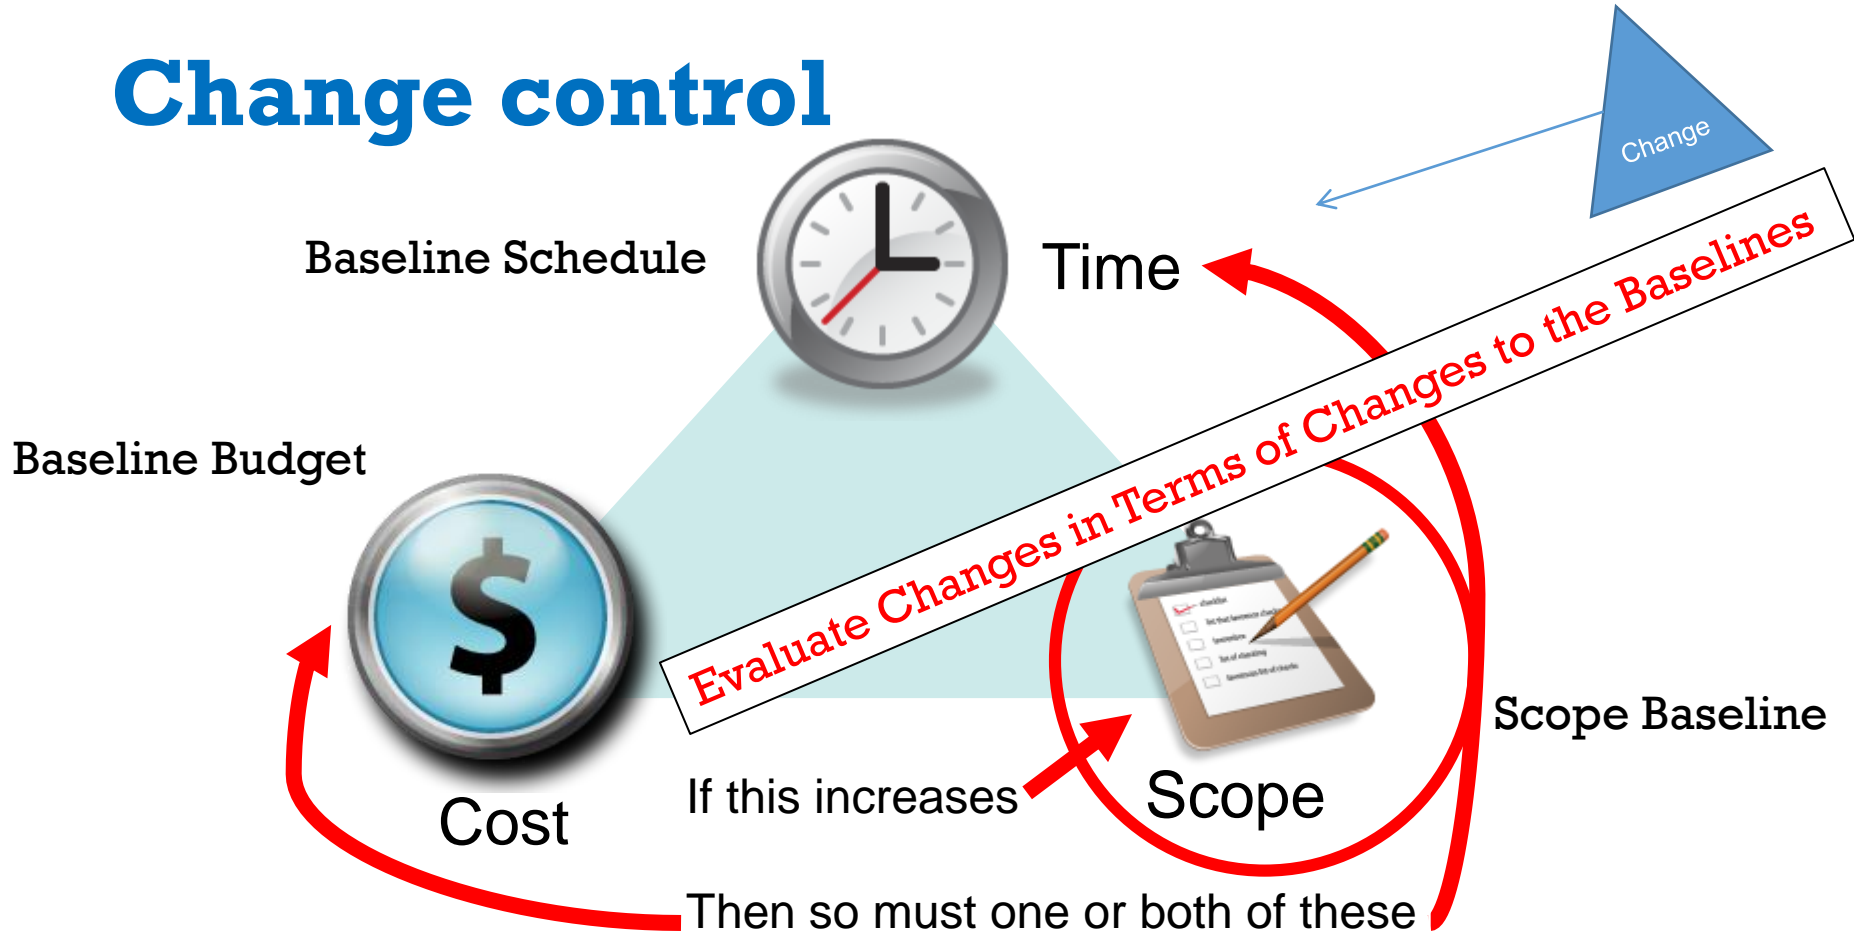 Change control
Change
Baseline Schedule
Time
Evaluate Changes in Terms of Changes to the Baselines
Baseline Budget
$
checklist
Scope Baseline
If this increases
Scope
Cost
Then so must one or both of these